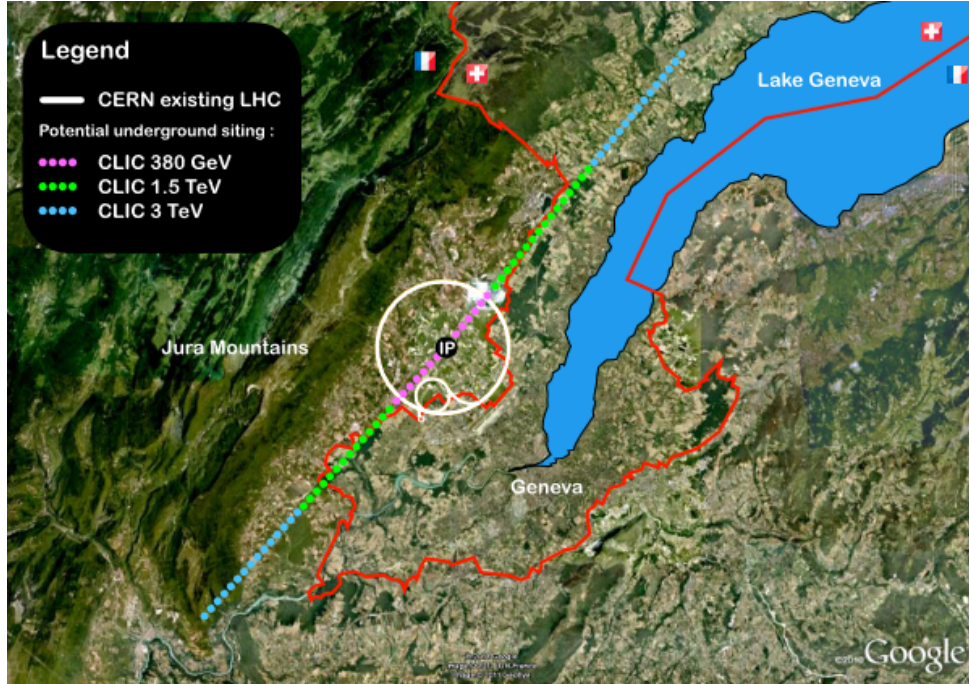 Legend
CERN existing LHC
Potential underground siting :
CLIC 380 GeV
CLIC 1.5 TeV
CLIC 3 TeV
Lake Geneva
Jura Mountains
IP
Geneva
©2010 Google